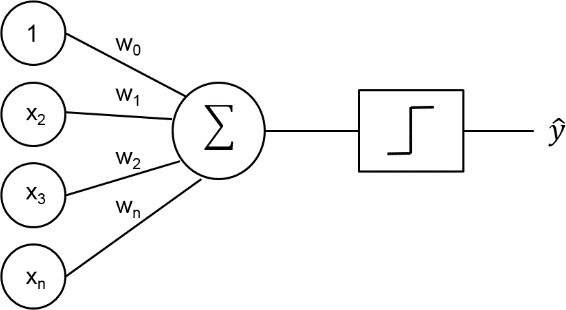 1
w₀
w₁
x₂
∑
ŷ
w₂
x₃
wₙ
xₙ